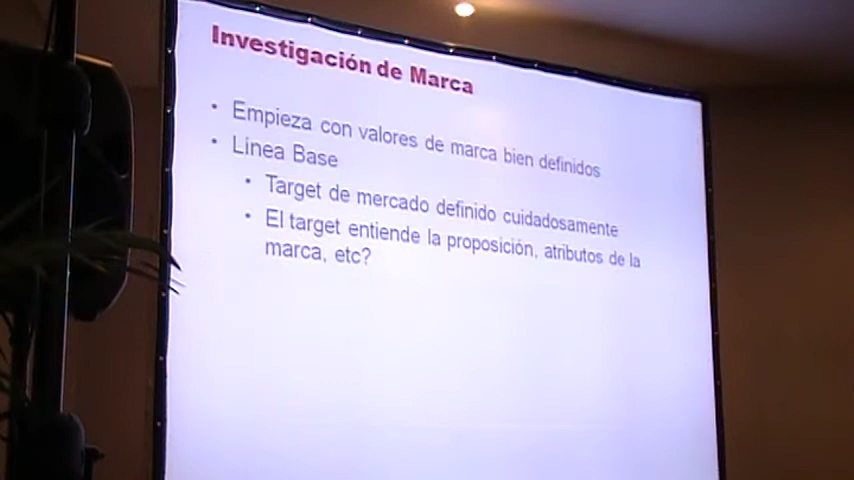 Investigación de Marca
• Empieza con valores de marca bien definidos
• Línea Base
• Target de mercado definido cuidadosamente
• El target entiende la proposición, atributos de la
marca, etc?